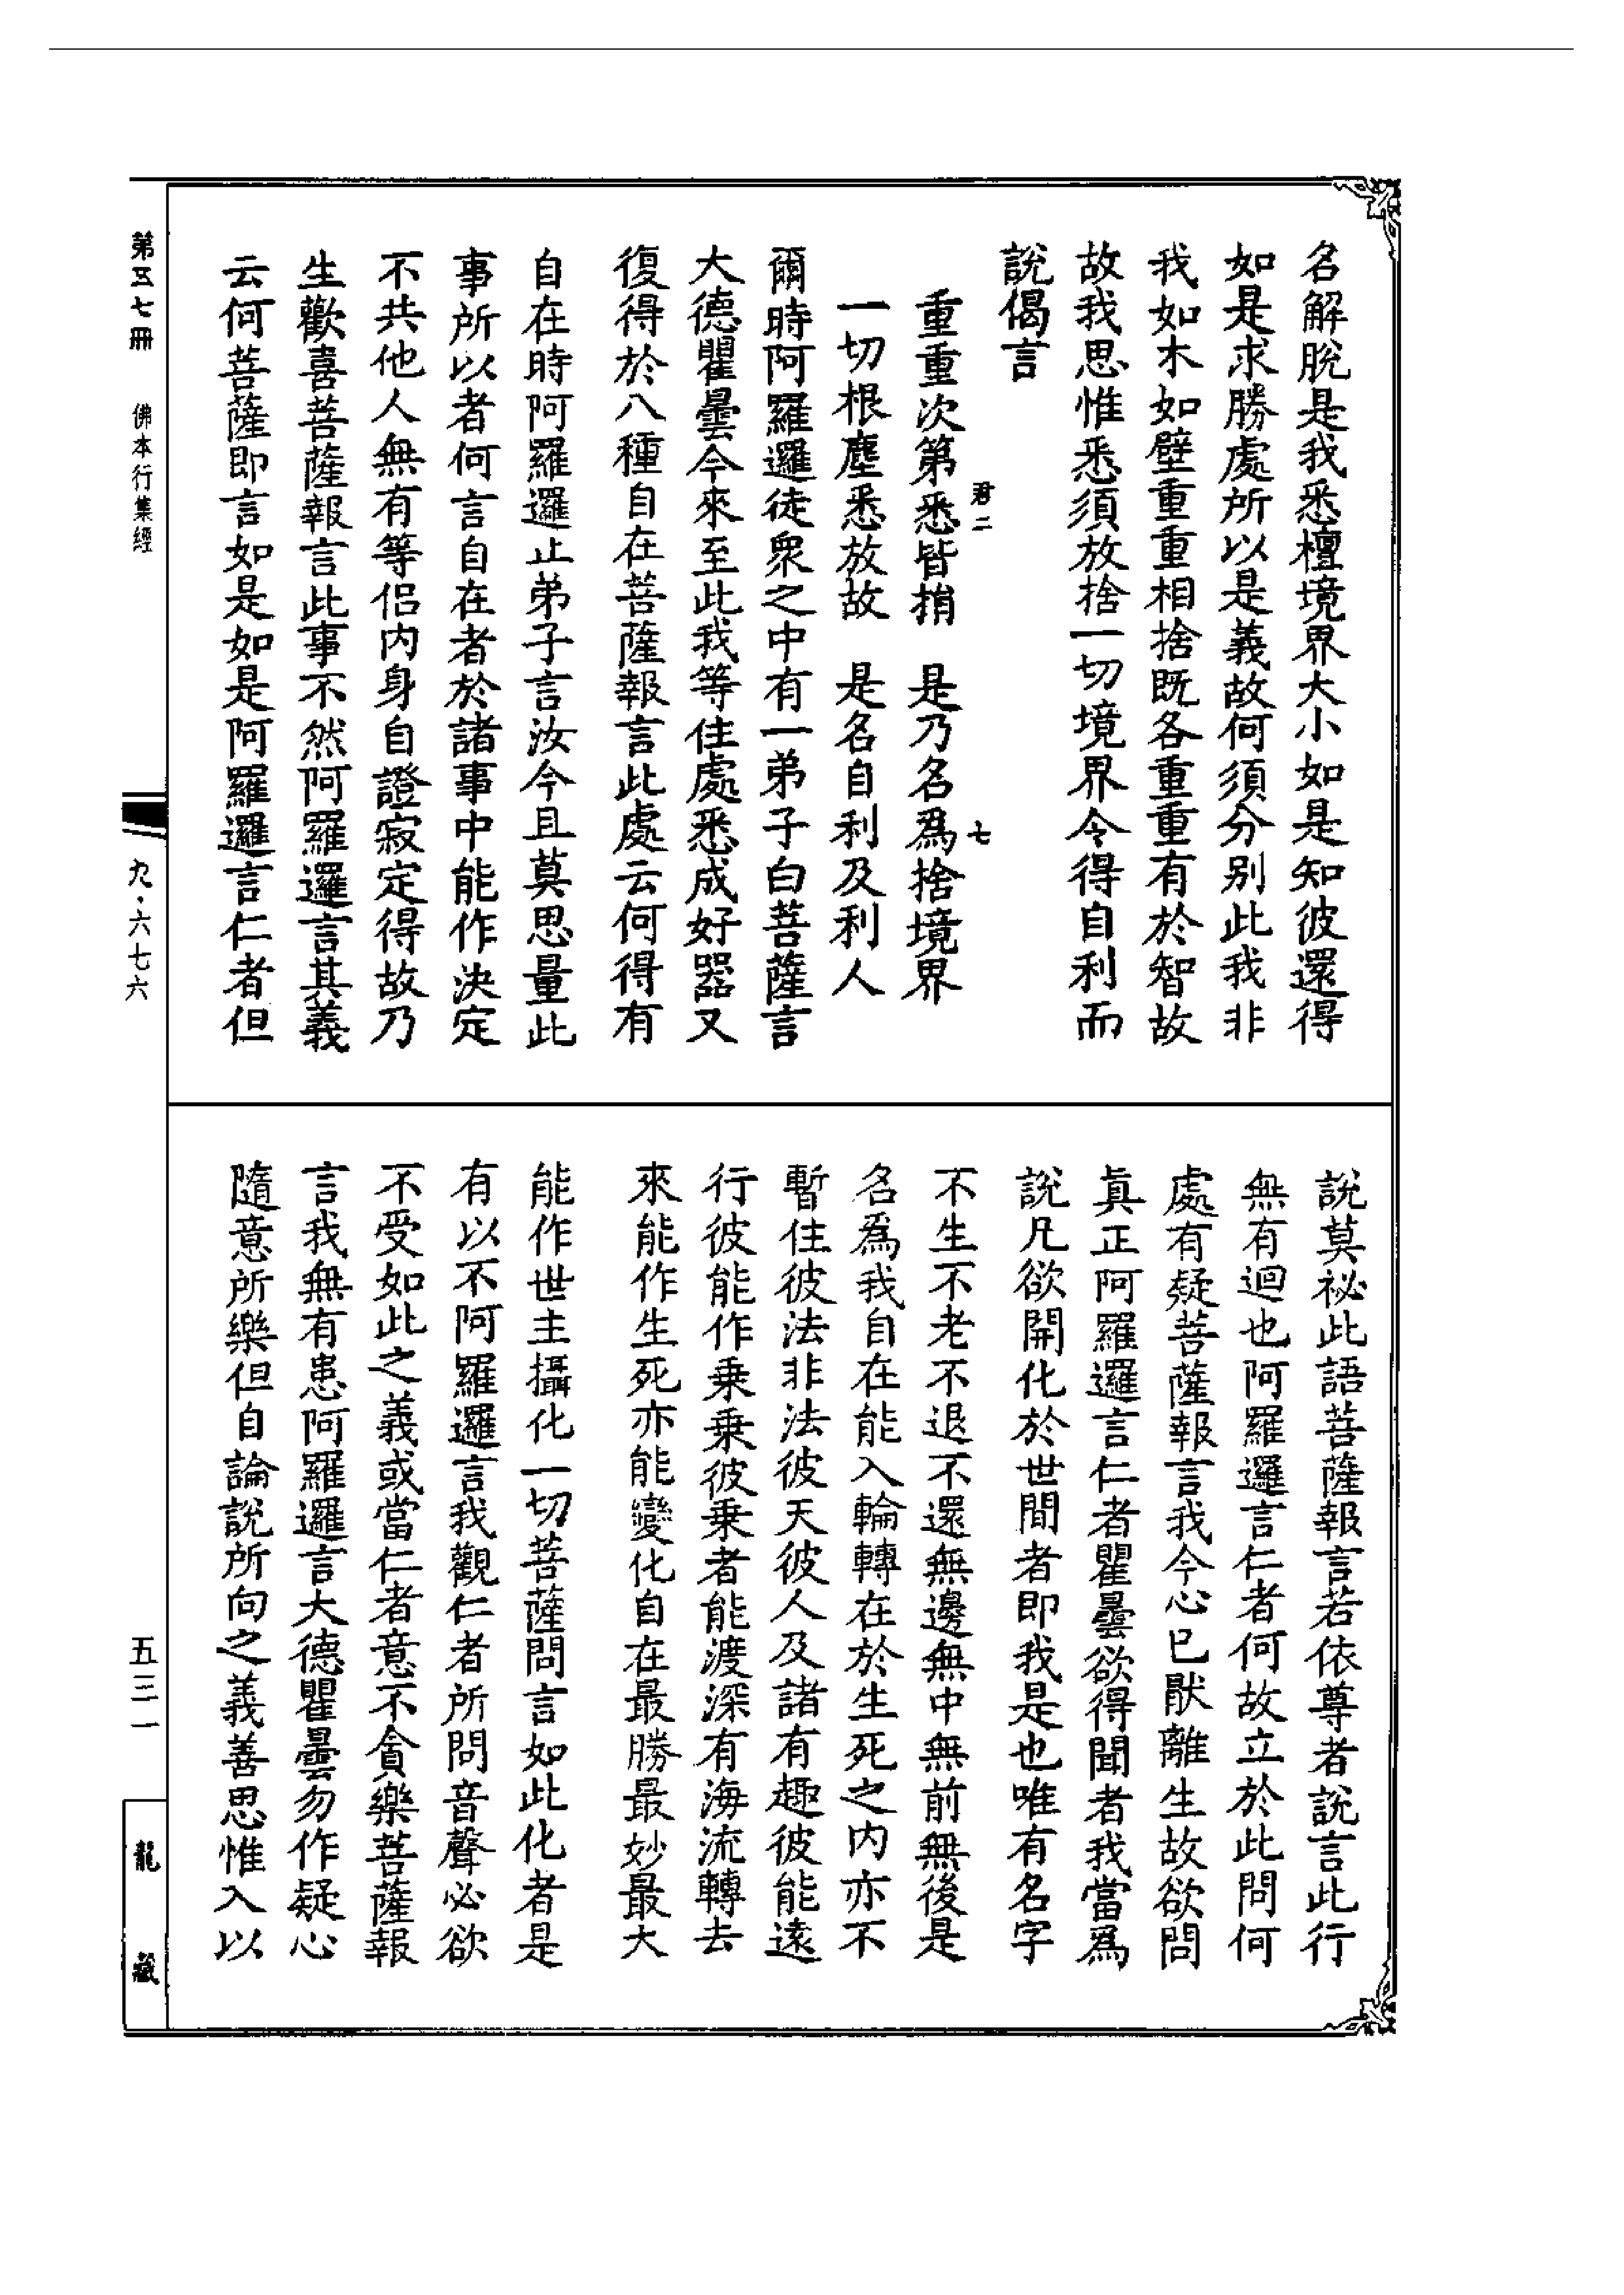 名解脫是我悉檀境界大小如是知彼還得
如是求勝處所以是義故何須分別此我非
我如木如壁重重相捨既各重重有於智故
故我思惟悉須放捨一切境界令得自利而
說偈言
君二 七
重重次第悉皆捐 是乃名為捨境界
一切根塵悉放故 是名自利及利人
爾時阿羅邏徒眾之中有一弟子白菩薩言
大德瞿曇今來至此我等住處悉成好器又
復得於八種自在菩薩報言此處云何得有
自在時阿羅邏止弟子言汝今且莫思量此
事所以者何言自在者於諸事中能作決定
不共他人無有等侶內身自證寂定得故乃
生歡喜菩薩報言此事不然阿羅邏言其義
云何菩薩即言如是如是阿羅邏言仁者但
說莫祕此語菩薩報言若依尊者說言此行
無有迴也阿羅邏言仁者何故立於此問何
處有疑菩薩報言我今心已猒離生故欲問
真正阿羅邏言仁者瞿曇欲得聞者我當為
說凡欲開化於世間者即我是也唯有名字
不生不老不退不還無邊無中無前無後是
名為我自在能入輪轉在於生死之內亦不
暫住彼法非法彼天彼人及諸有趣彼能遠
行彼能作乘乘彼乘者能渡深有海流轉去
來能作生死亦能變化自在最勝最妙最大
能作世主攝化一切菩薩問言如此化者是
有以不阿羅邏言我觀仁者所問音聲必欲
不受如此之義或當仁者意不貪樂菩薩報
言我無有患阿羅邏言大德瞿曇勿作疑心
隨意所樂但自論說所向之義善思惟入以
第五七冊 佛本行集經
九·六七六
五三一
龍藏